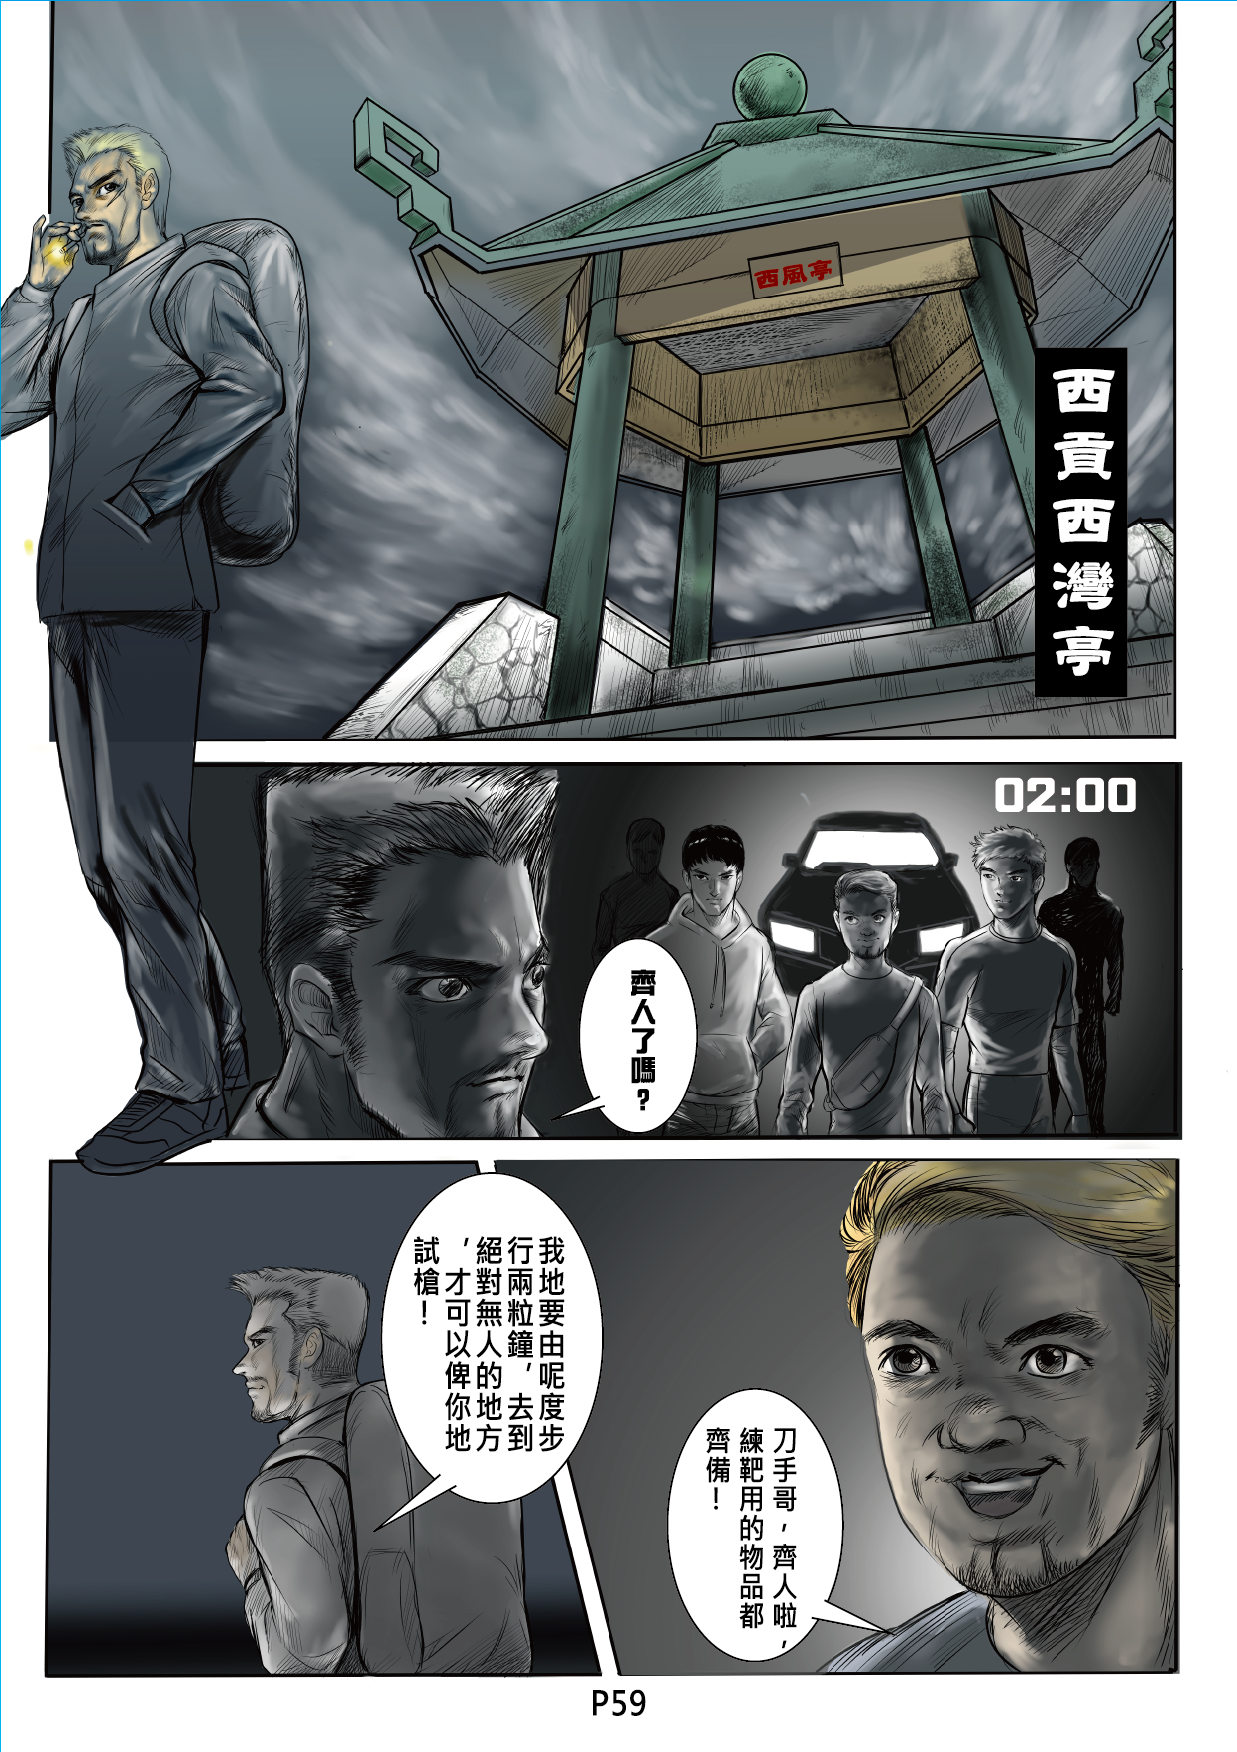 西風亭
西貢西灣亭
02:00
齊人了嗎?
刀手哥,齊人啦,
練靶用的物品都
齊備!
我地要由呢度步
行兩粒鐘,去到
絕對無人的地方
,才可以俾你地
試槍!
P59